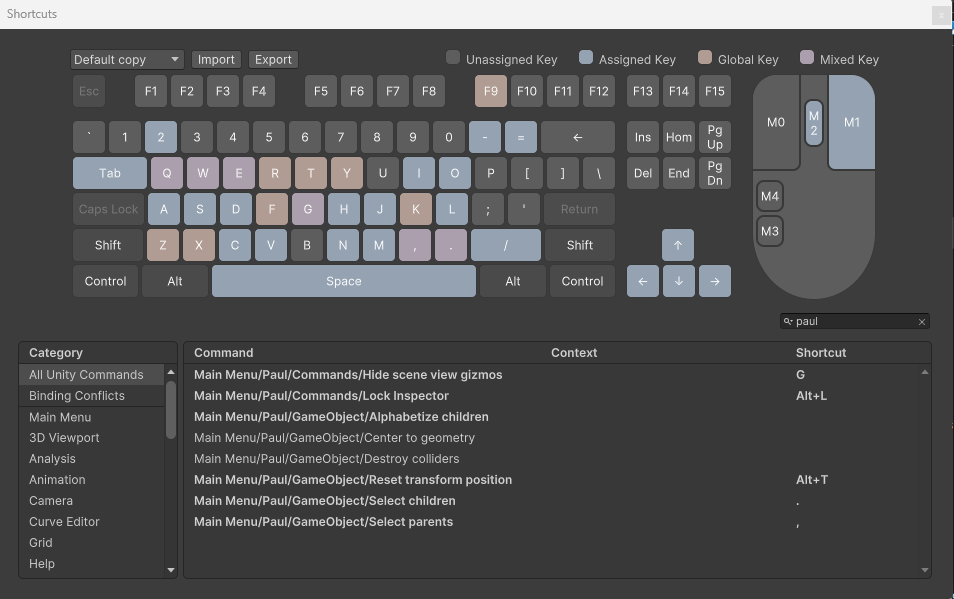 Shortcuts
Default copy Import Export Unassigned Key Assigned Key Global Key Mixed Key
Esc F1 F2 F3 F4 F5 F6 F7 F8 F9 F10 F11 F12 F13 F14 F15
` 1 2 3 4 5 6 7 8 9 0 - = ← Ins Hom Pg Up
Tab Q W E R T Y U I O P [ ] \ Del End Pg Dn
Caps Lock A S D F G H J K L ; ' Return
Shift Z X C V B N M , . / Shift ↑
Control Alt Space Alt Control ← ↓ →
M0 M2 M1
M4
M3
paul
Category Command Context Shortcut
All Unity Commands Main Menu/Paul/Commands/Hide scene view gizmos G
Binding Conflicts Main Menu/Paul/Commands/Lock Inspector Alt+L
Main Menu Main Menu/Paul/GameObject/Alphabetize children
3D Viewport Main Menu/Paul/GameObject/Center to geometry
Analysis Main Menu/Paul/GameObject/Destroy colliders
Animation Main Menu/Paul/GameObject/Reset transform position Alt+T
Camera Main Menu/Paul/GameObject/Select children .
Curve Editor Main Menu/Paul/GameObject/Select parents ,
Grid
Help